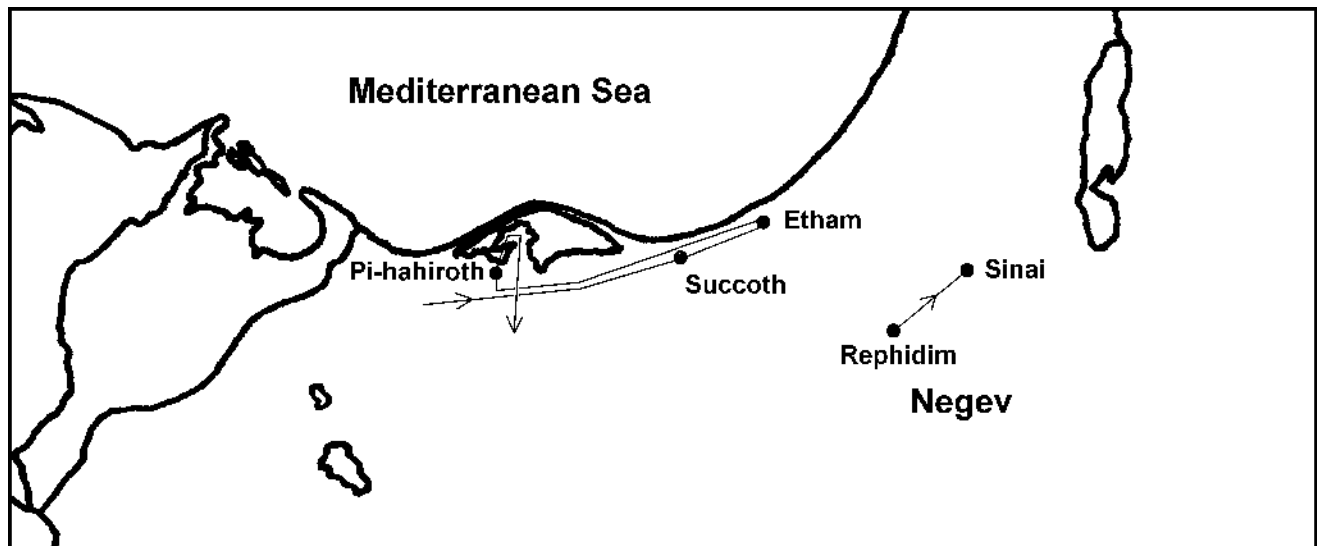 Mediterranean Sea
Etham
Pi-hahiroth
Succoth
Sinai
Rephidim
Negev